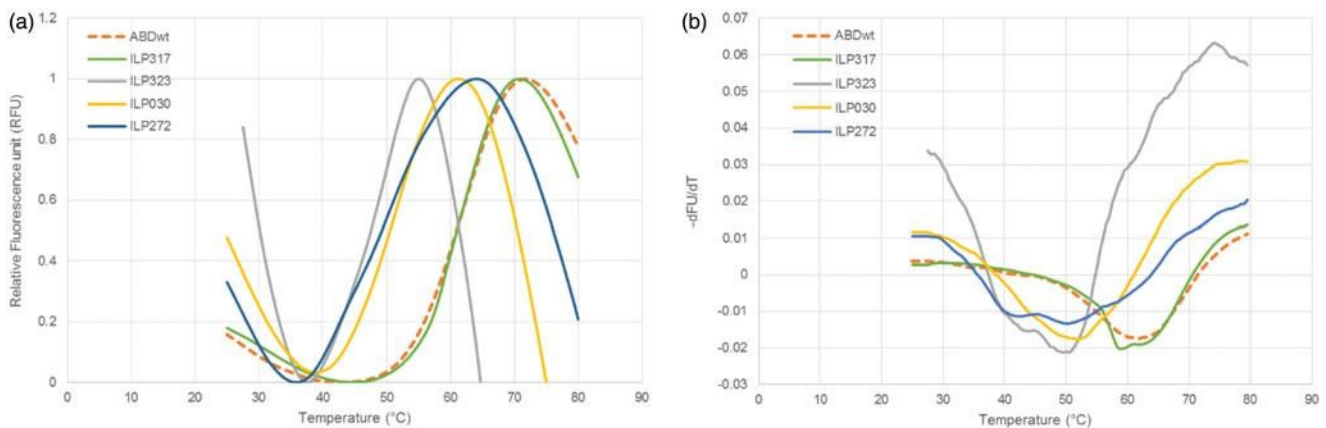 (a)
1.2
1
0.8
0.6
0.4
0.2
0
Relative Fluorescence unit (RFU)
ABDwt
ILP317
ILP323
ILP030
ILP272
0 10 20 30 40 50 60 70 80 90
Temperature (°C)
(b)
0.07
0.06
0.05
0.04
0.03
0.02
0.01
0
-0.01
-0.02
-0.03
-dFU/dT
ABDwt
ILP317
ILP323
ILP030
ILP272
0 10 20 30 40 50 60 70 80 90
Temperature (°C)